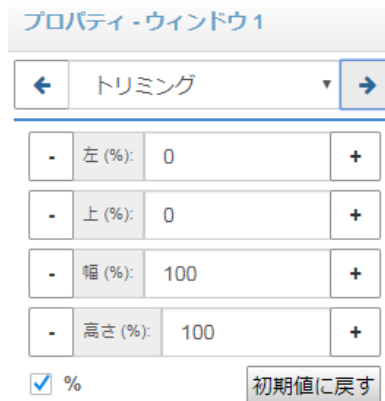 プロパティ - ウィンドウ 1
トリミング
- 左 (%): 0 +
- 上 (%): 0 +
- 幅 (%): 100 +
- 高さ (%): 100 +
% 初期値に戻す